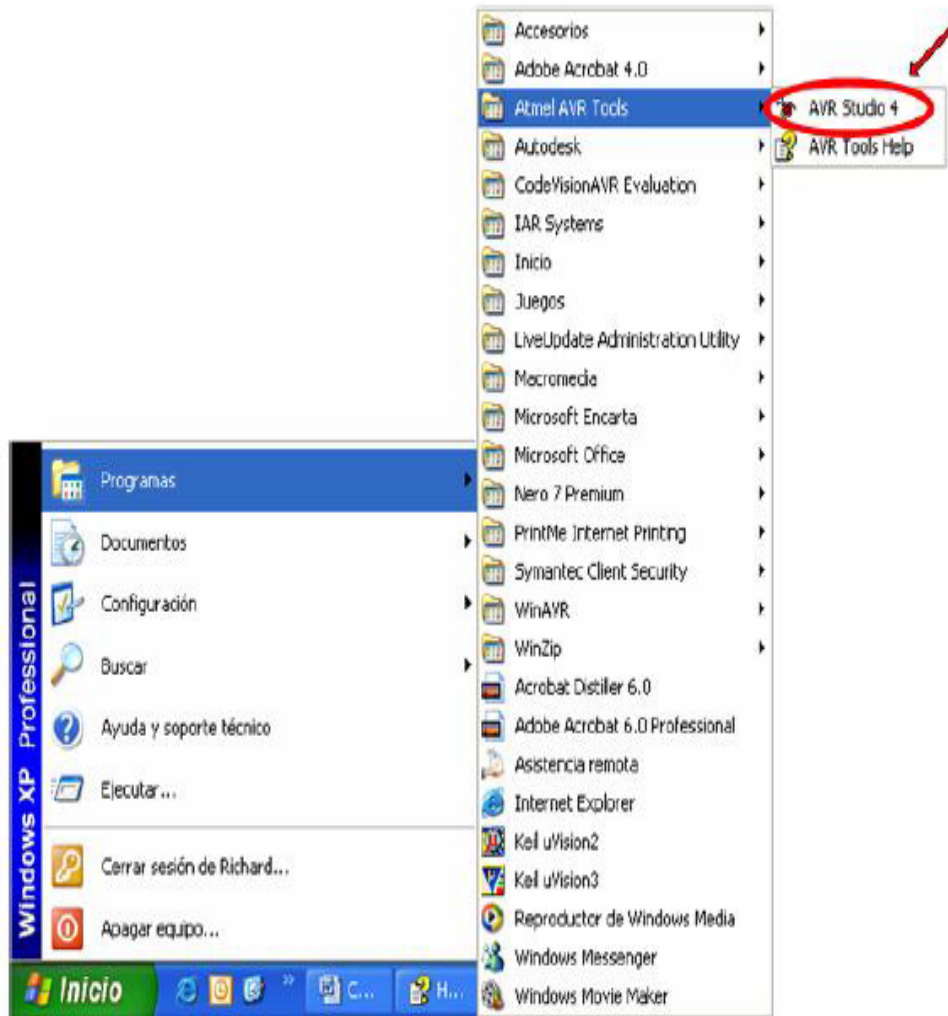 Accesorios
Adobe Acrobat 4.0
Atmel AVR Tools
AVR Studio 4
AVR Tools Help
Autodesk
CodeVisionAVR Evaluation
IAR Systems
Inicio
Juegos
LiveUpdate Administration Utility
Macromedia
Microsoft Encarta
Microsoft Office
Nero 7 Premium
PrintMe Internet Printing
Symantec Client Security
WinAVR
WinZip
Acrobat Distiller 6.0
Adobe Acrobat 6.0 Professional
Asistencia remota
Internet Explorer
Keil uVision2
Keil uVision3
Reproductor de Windows Media
Windows Messenger
Windows Movie Maker
Programas
Documentos
Configuración
Buscar
Ayuda y soporte técnico
Ejecutar...
Cerrar sesión de Richard...
Apagar equipo...
Windows XP Professional
Inicio
»
C...
H...